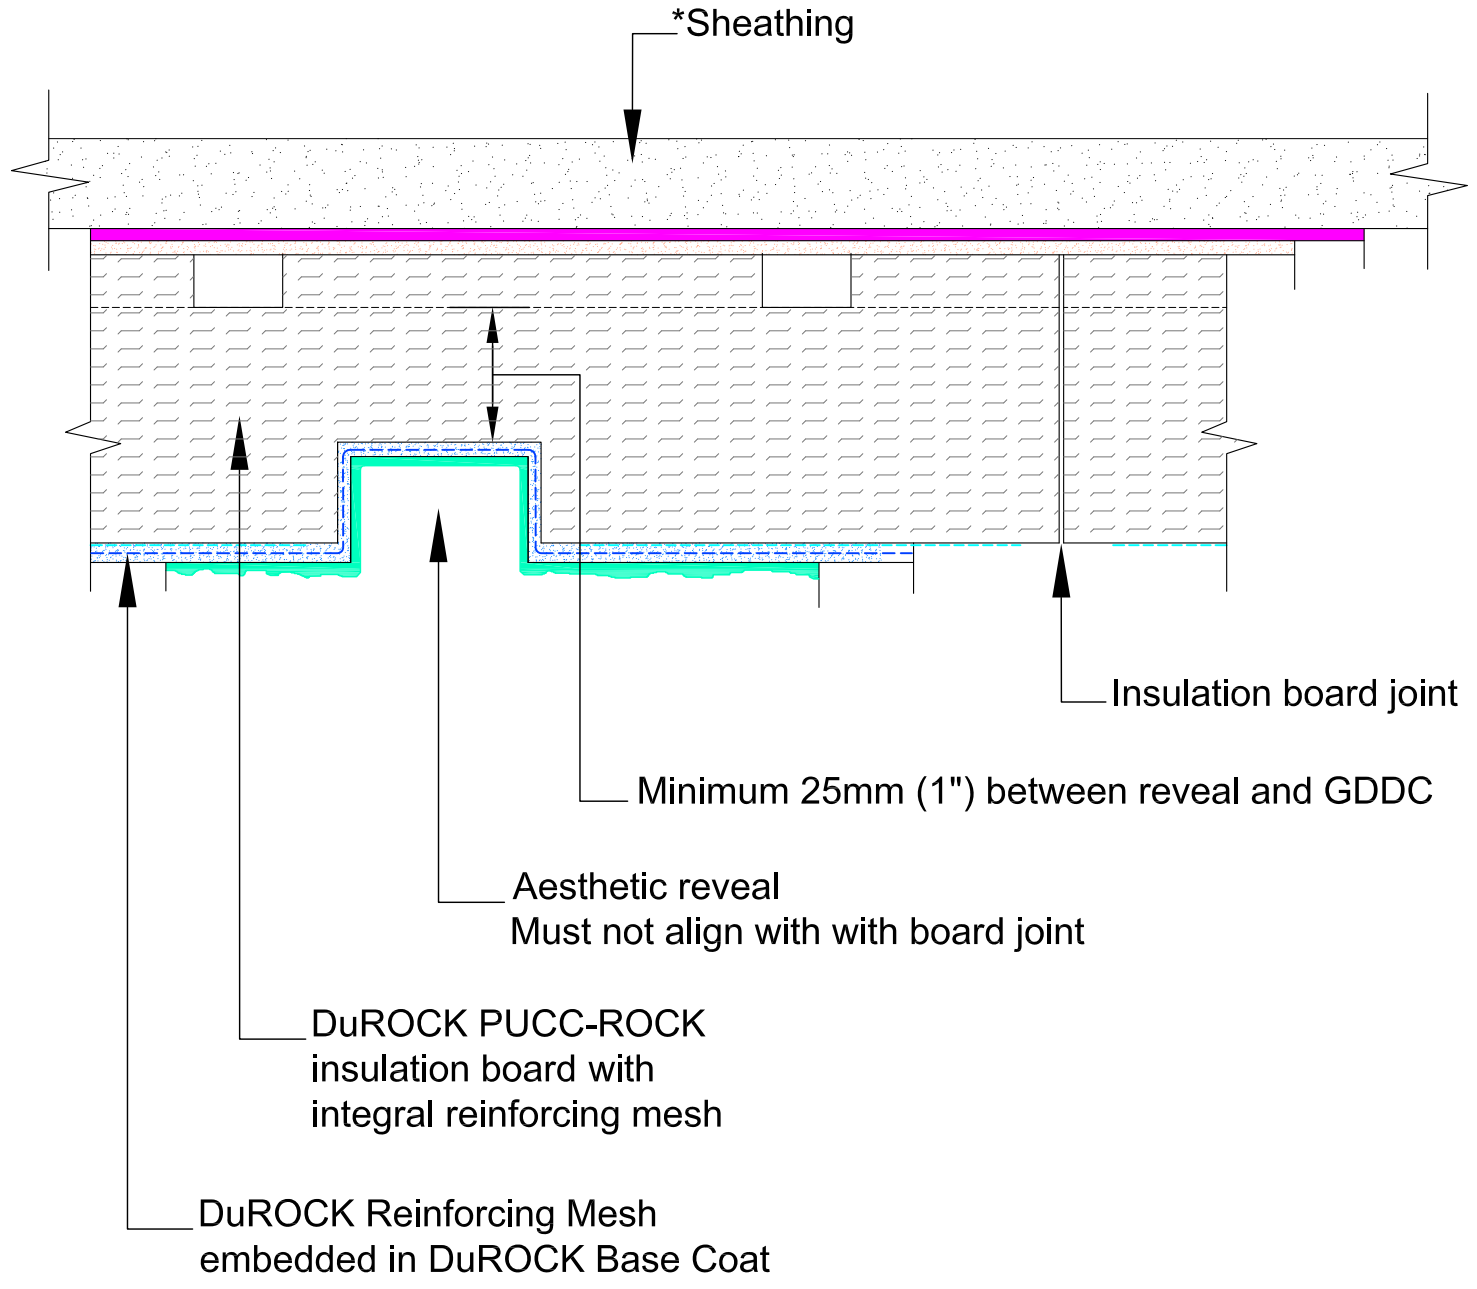 *Sheathing
Insulation board joint
Minimum 25mm (1") between reveal and GDDC
Aesthetic reveal
Must not align with with board joint
DuROCK PUCC-ROCK
insulation board with
integral reinforcing mesh
DuROCK Reinforcing Mesh
embedded in DuROCK Base Coat